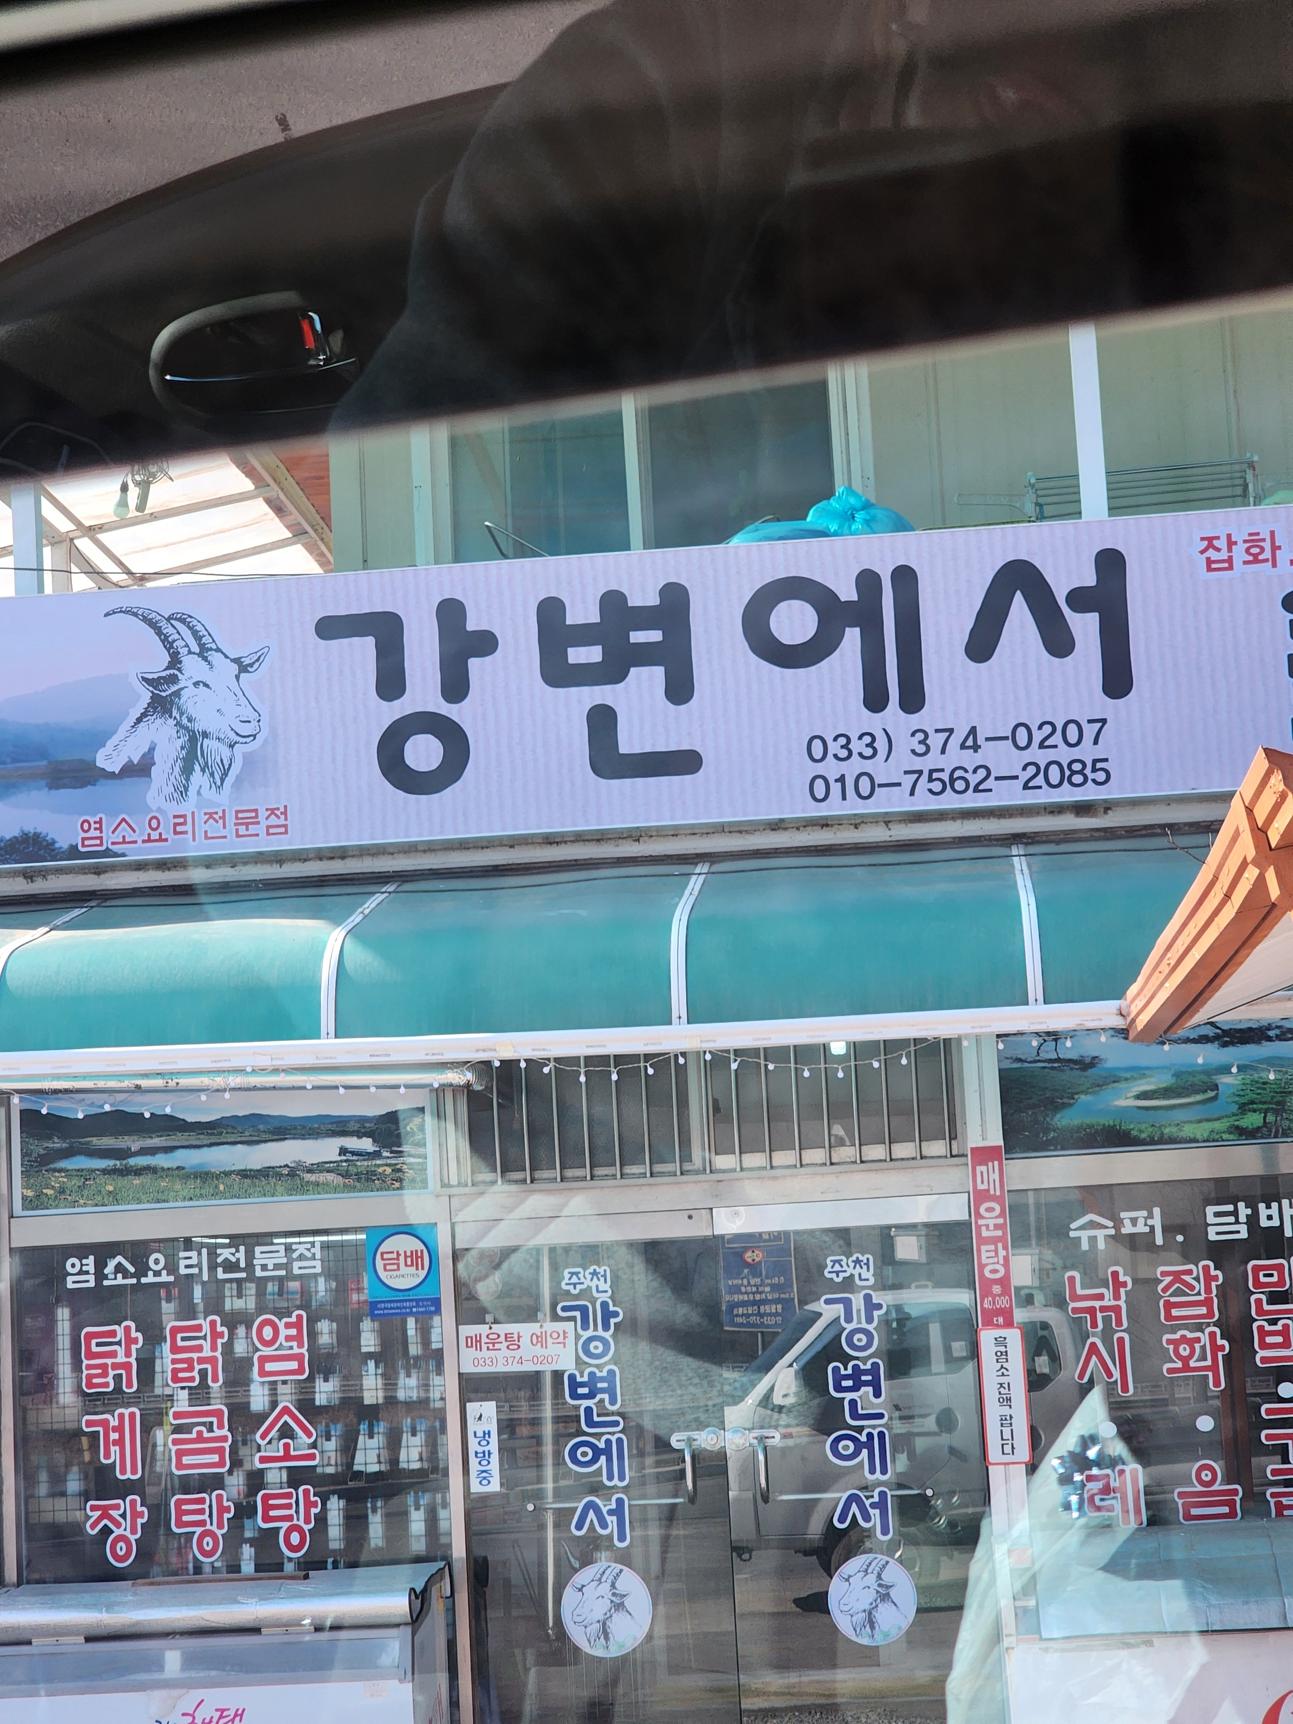 잡화
강변에서
033) 374-0207
010-7562-2085
염소요리전문점
염소요리전문점
담배
CIGARETTES
닭계장
닭곰탕
염소탕
매운탕 예약
033) 374-0207
냉방중
주천
강변에서
주천
강변에서
매운탕
중
40,000
대
흑염소 진액 팝니다
슈퍼. 담배
낚시
잡화
음